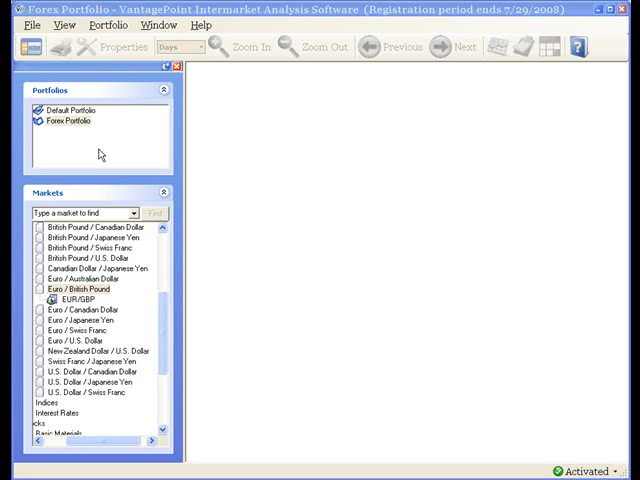 Forex Portfolio - VantagePoint Intermarket Analysis Software (Registration period ends 7/29/2008)
File View Portfolio Window Help
HIDE Properties Days Zoom In Zoom Out Previous Next
Portfolios
Default Portfolio
Forex Portfolio
Markets
Type a market to find Find
British Pound / Canadian Dollar
British Pound / Japanese Yen
British Pound / Swiss Franc
British Pound / U.S. Dollar
Canadian Dollar / Japanese Yen
Euro / Australian Dollar
Euro / British Pound
EUR/GBP
Euro / Canadian Dollar
Euro / Japanese Yen
Euro / Swiss Franc
Euro / U.S. Dollar
New Zealand Dollar / U.S. Dollar
Swiss Franc / Japanese Yen
U.S. Dollar / Canadian Dollar
U.S. Dollar / Japanese Yen
U.S. Dollar / Swiss Franc
Indices
Interest Rates
cks
Basic Materials
Activated